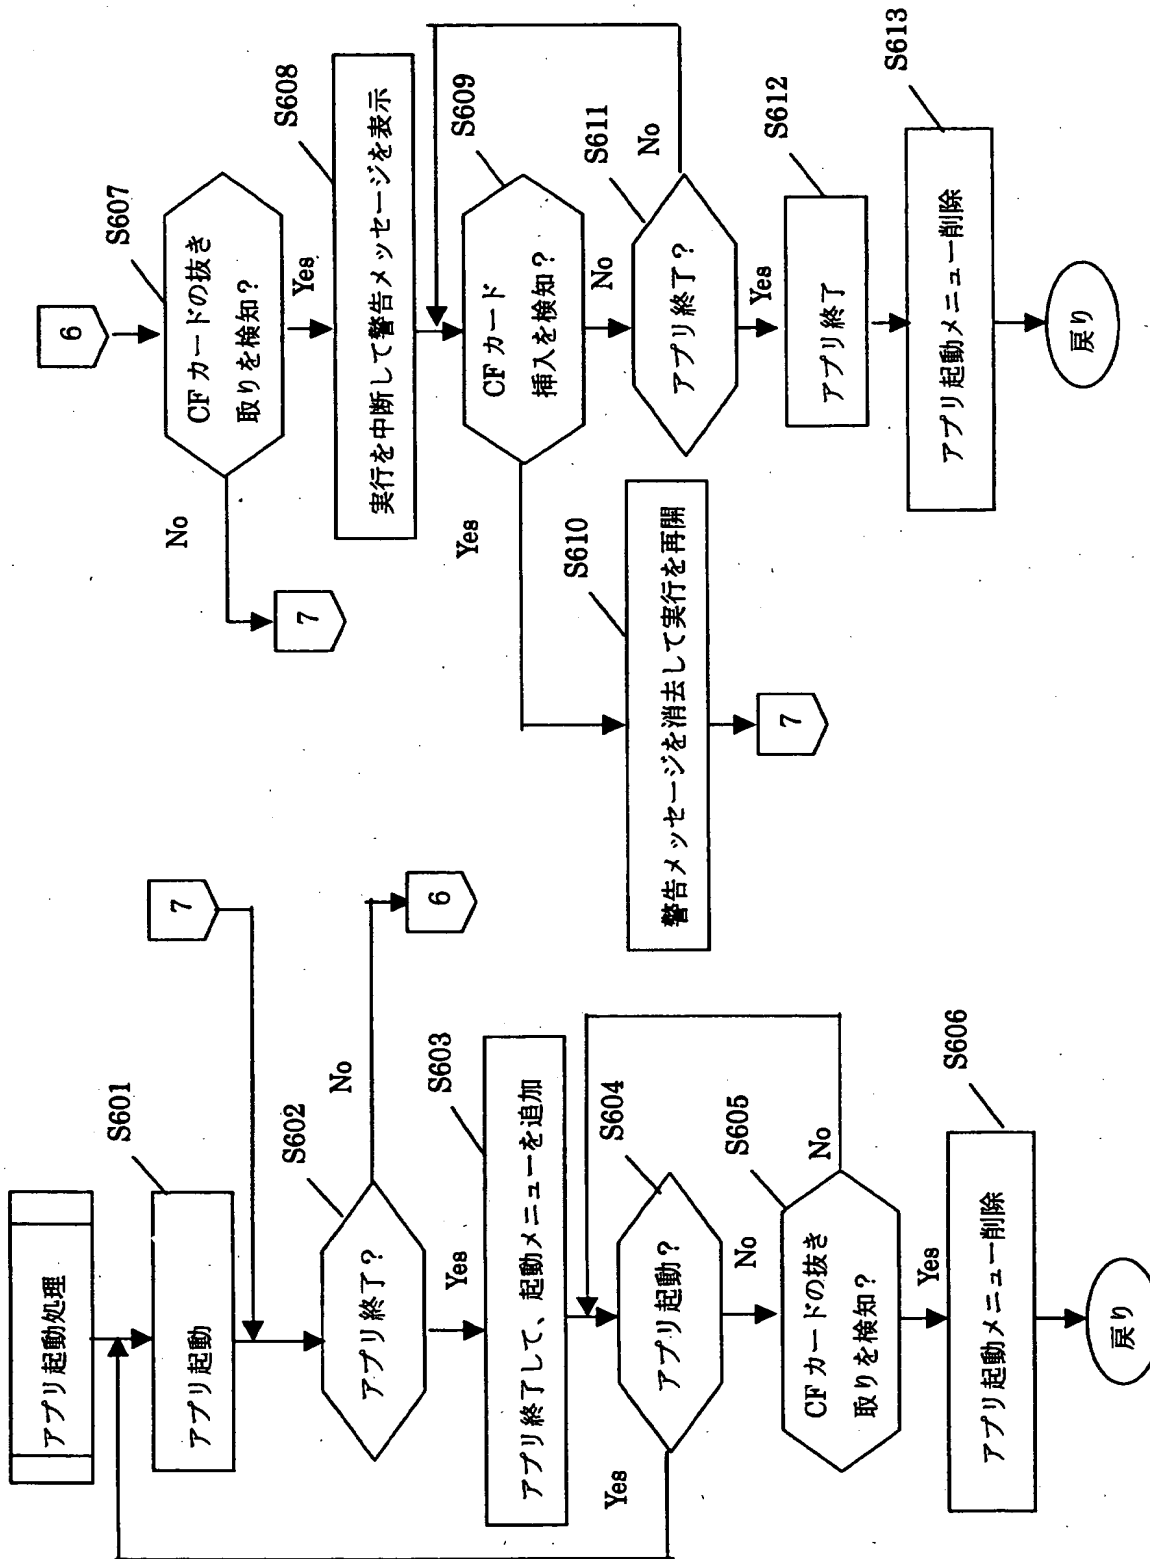 アプリ起動処理
S601
アプリ起動
7
S602
アプリ終了?
No
6
Yes
S603
アプリ終了して、起動メニューを追加
S604
アプリ起動?
Yes
No
S605
CFカードの抜き
取りを検知?
No
Yes
S606
アプリ起動メニュー削除
戻り
6
S607
CFカードの抜き
取りを検知?
No
7
Yes
S608
実行を中断して警告メッセージを表示
S609
CFカード
挿入を検知?
Yes
No
S610
警告メッセージを消去して実行を再開
7
S611
アプリ終了?
No
Yes
S612
アプリ終了
S613
アプリ起動メニュー削除
戻り